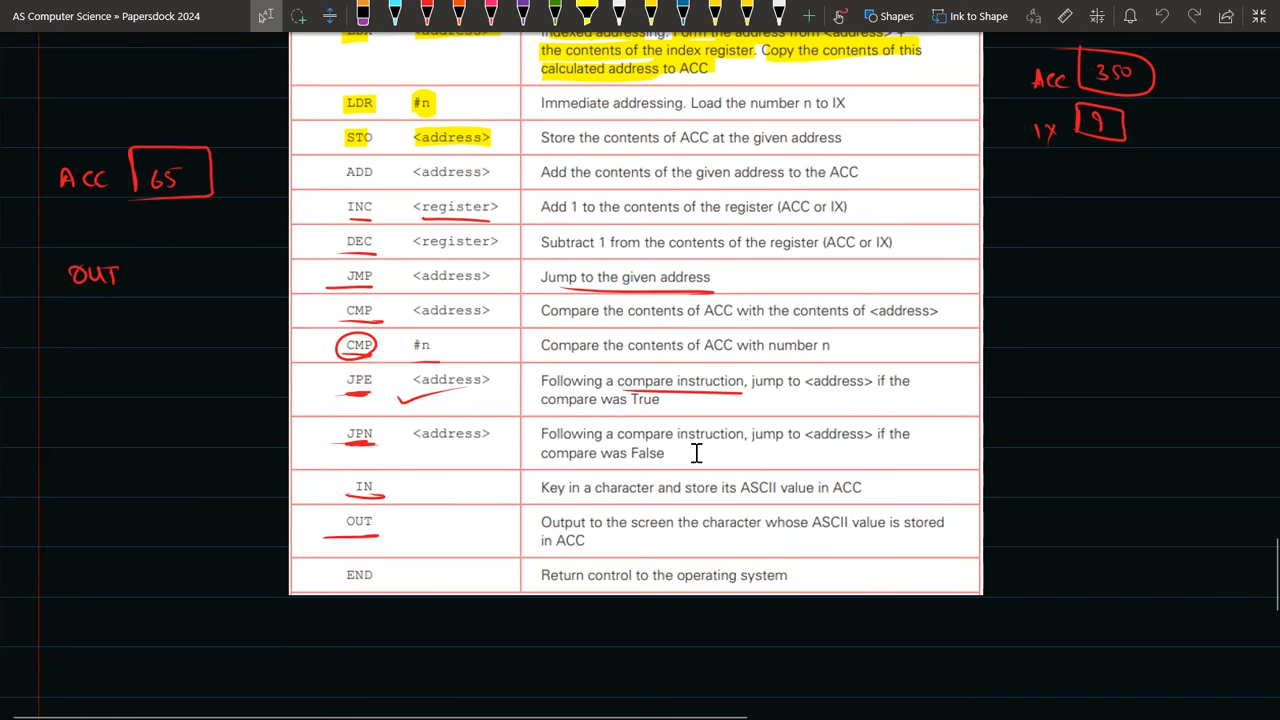 AS Computer Science » Papersdock 2024
Shapes
Ink to Shape
LDX <address> Indexed addressing. Form the address from <address> +
the contents of the index register. Copy the contents of this
calculated address to ACC
LDR #n Immediate addressing. Load the number n to IX
STO <address> Store the contents of ACC at the given address
ADD <address> Add the contents of the given address to the ACC
INC <register> Add 1 to the contents of the register (ACC or IX)
DEC <register> Subtract 1 from the contents of the register (ACC or IX)
JMP <address> Jump to the given address
CMP <address> Compare the contents of ACC with the contents of <address>
CMP #n Compare the contents of ACC with number n
JPE <address> Following a compare instruction, jump to <address> if the
compare was True
JPN <address> Following a compare instruction, jump to <address> if the
compare was False
IN Key in a character and store its ASCII value in ACC
OUT Output to the screen the character whose ASCII value is stored
in ACC
END Return control to the operating system
ACC 65
OUT
ACC 350
IX 9